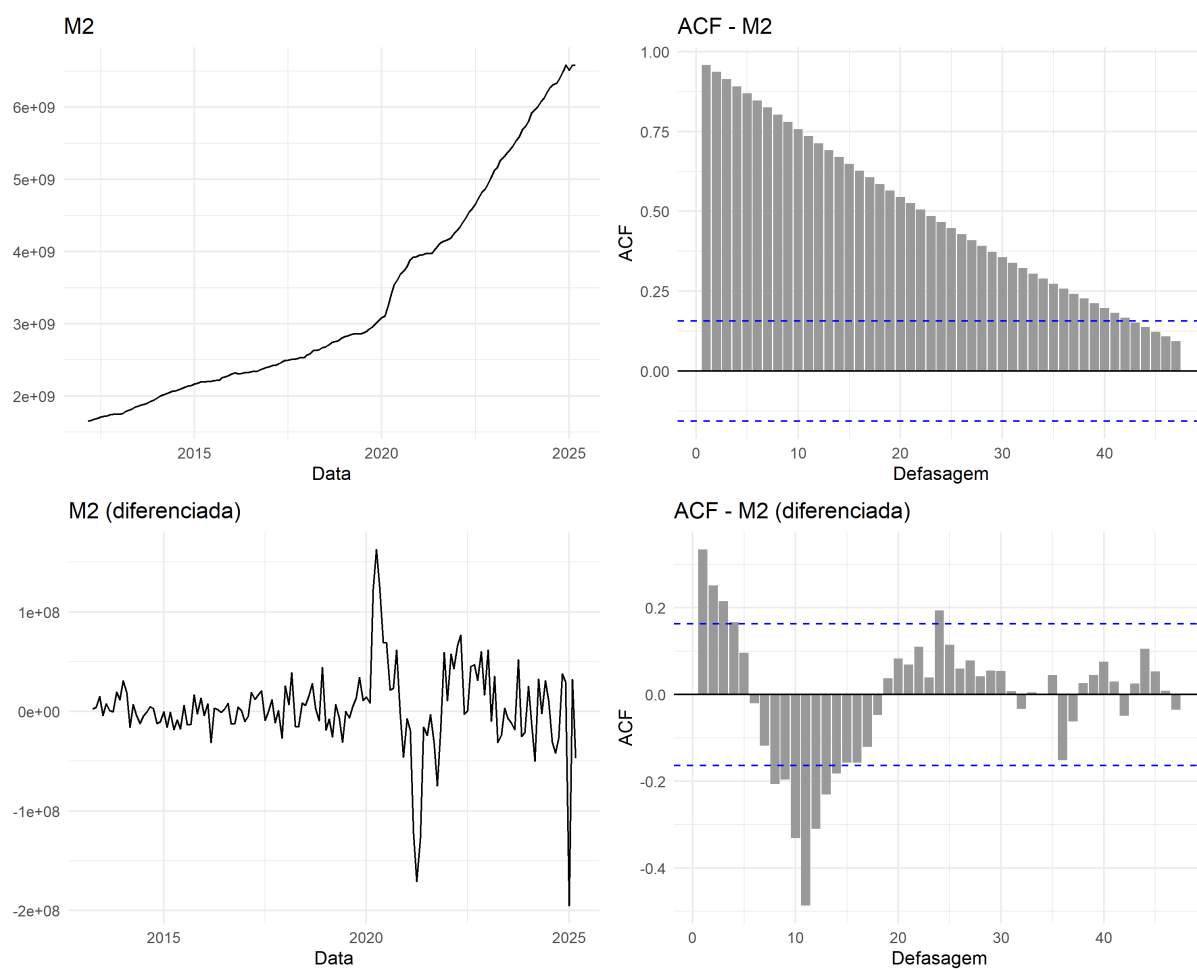 M2
6e+09
5e+09
4e+09
3e+09
2e+09
2015
2020
2025
Data
ACF - M2
1.00
0.75
0.50
0.25
0.00
ACF
0
10
20
30
40
Defasagem
M2 (diferenciada)
1e+08
0e+00
-1e+08
-2e+08
2015
2020
2025
Data
ACF - M2 (diferenciada)
0.2
0.0
-0.2
-0.4
ACF
0
10
20
30
40
Defasagem